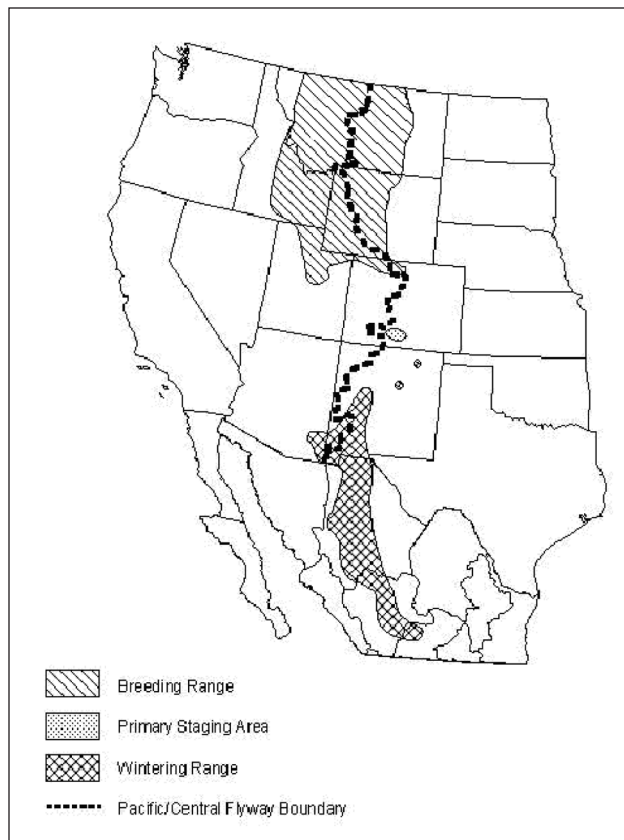 Breeding Range
Primary Staging Area
Wintering Range
Pacific/Central Flyway Boundary